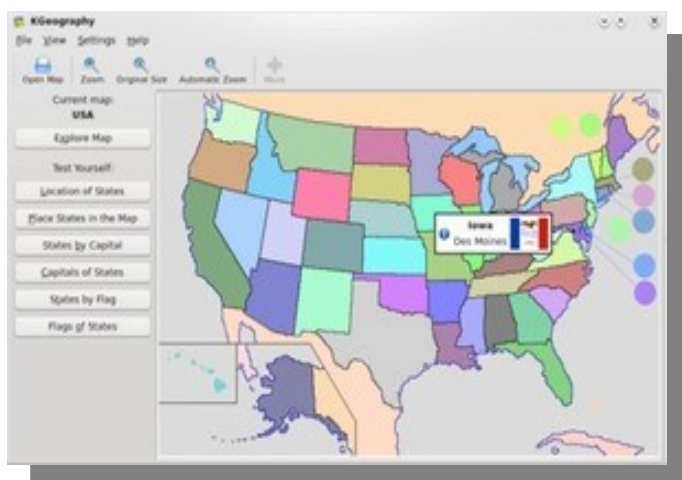 KGeography
File View Settings Help
Open Map Zoom Original Size Automatic Zoom Move
Current map:
USA
Explore Map
Test Yourself:
Location of States
Place States in the Map
States by Capital
Capitals of States
States by Flag
Flags of States
Iowa
Des Moines